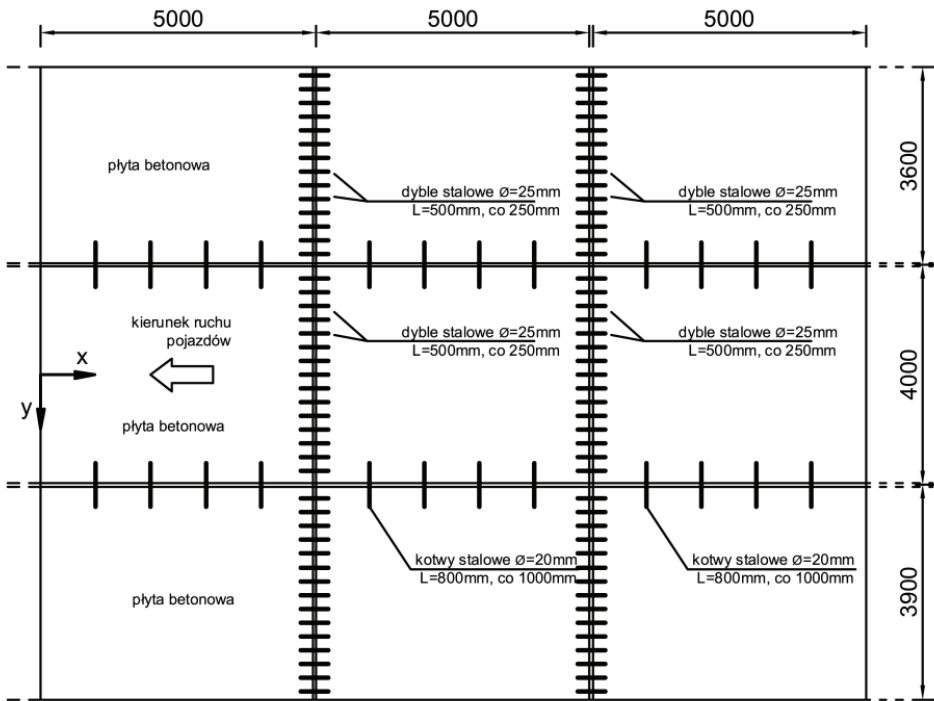 5000
5000
5000
płyta betonowa
dyble stalowe Ø=25mm
L=500mm, co 250mm
dyble stalowe Ø=25mm
L=500mm, co 250mm
3600
kierunek ruchu
pojazdów
dyble stalowe Ø=25mm
L=500mm, co 250mm
dyble stalowe Ø=25mm
L=500mm, co 250mm
x
y
4000
płyta betonowa
kotwy stalowe Ø=20mm
L=800mm, co 1000mm
kotwy stalowe Ø=20mm
L=800mm, co 1000mm
płyta betonowa
3900